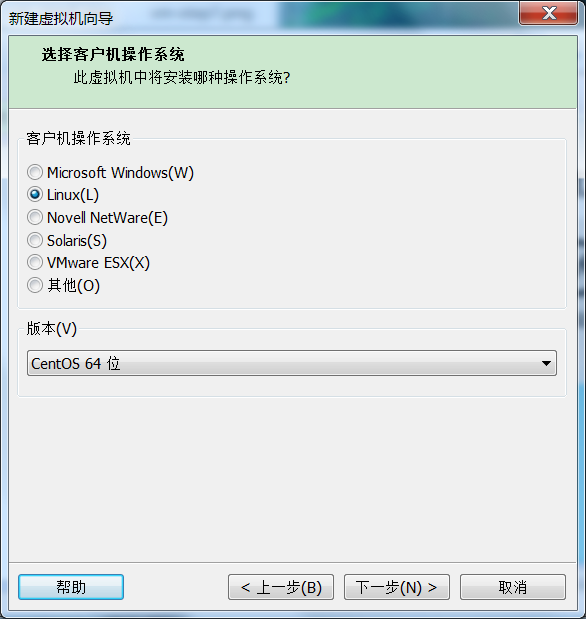 新建虚拟机向导
选择客户机操作系统
此虚拟机中将安装哪种操作系统?
客户机操作系统
Microsoft Windows(W)
Linux(L)
Novell NetWare(E)
Solaris(S)
VMware ESX(X)
其他(O)
版本(V)
CentOS 64 位
帮助
< 上一步(B)
下一步(N) >
取消